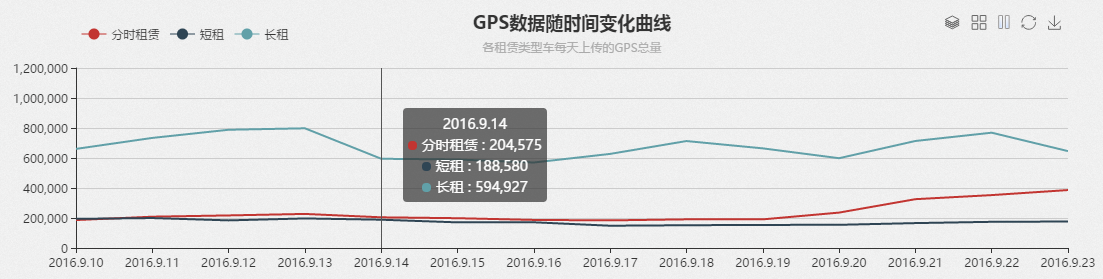 GPS数据随时间变化曲线
各租赁类型车每天上传的GPS总量
分时租赁 短租 长租
1,200,000
1,000,000
800,000
600,000
400,000
200,000
0
2016.9.14
分时租赁 : 204,575
短租 : 188,580
长租 : 594,927
2016.9.10 2016.9.11 2016.9.12 2016.9.13 2016.9.14 2016.9.15 2016.9.16 2016.9.17 2016.9.18 2016.9.19 2016.9.20 2016.9.21 2016.9.22 2016.9.23